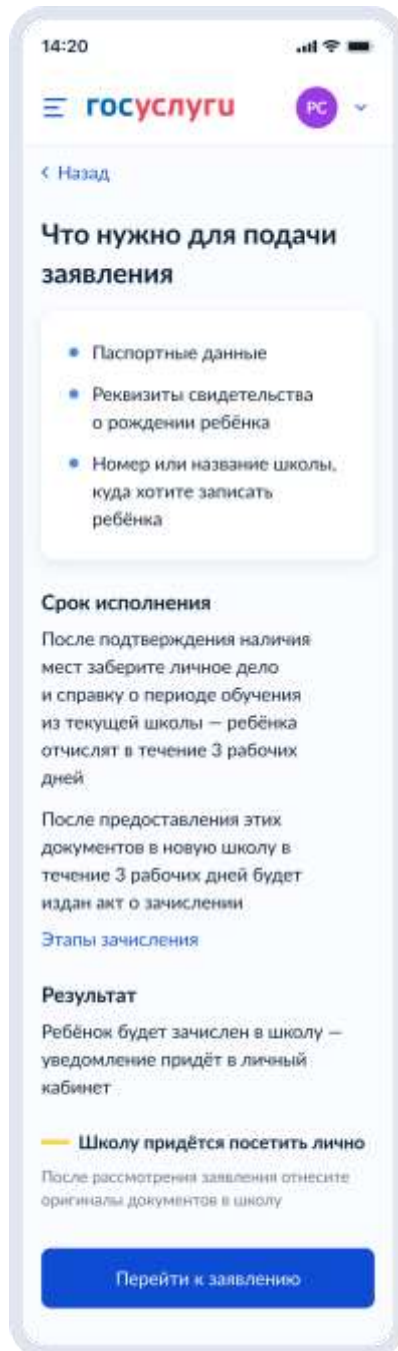 14:20
госуслуги
РС
Назад
Что нужно для подачи
заявления
Паспортные данные
Реквизиты свидетельства
о рождении ребёнка
Номер или название школы,
куда хотите записать
ребёнка
Срок исполнения
После подтверждения наличия
мест заберите личное дело
и справку о периоде обучения
из текущей школы — ребёнка
отчислят в течение 3 рабочих
дней
После предоставления этих
документов в новую школу в
течение 3 рабочих дней будет
издан акт о зачислении
Этапы зачисления
Результат
Ребёнок будет зачислен в школу —
уведомление придёт в личный
кабинет
Школу придётся посетить лично
После рассмотрения заявления отнесите
оригиналы документов в школу
Перейти к заявлению